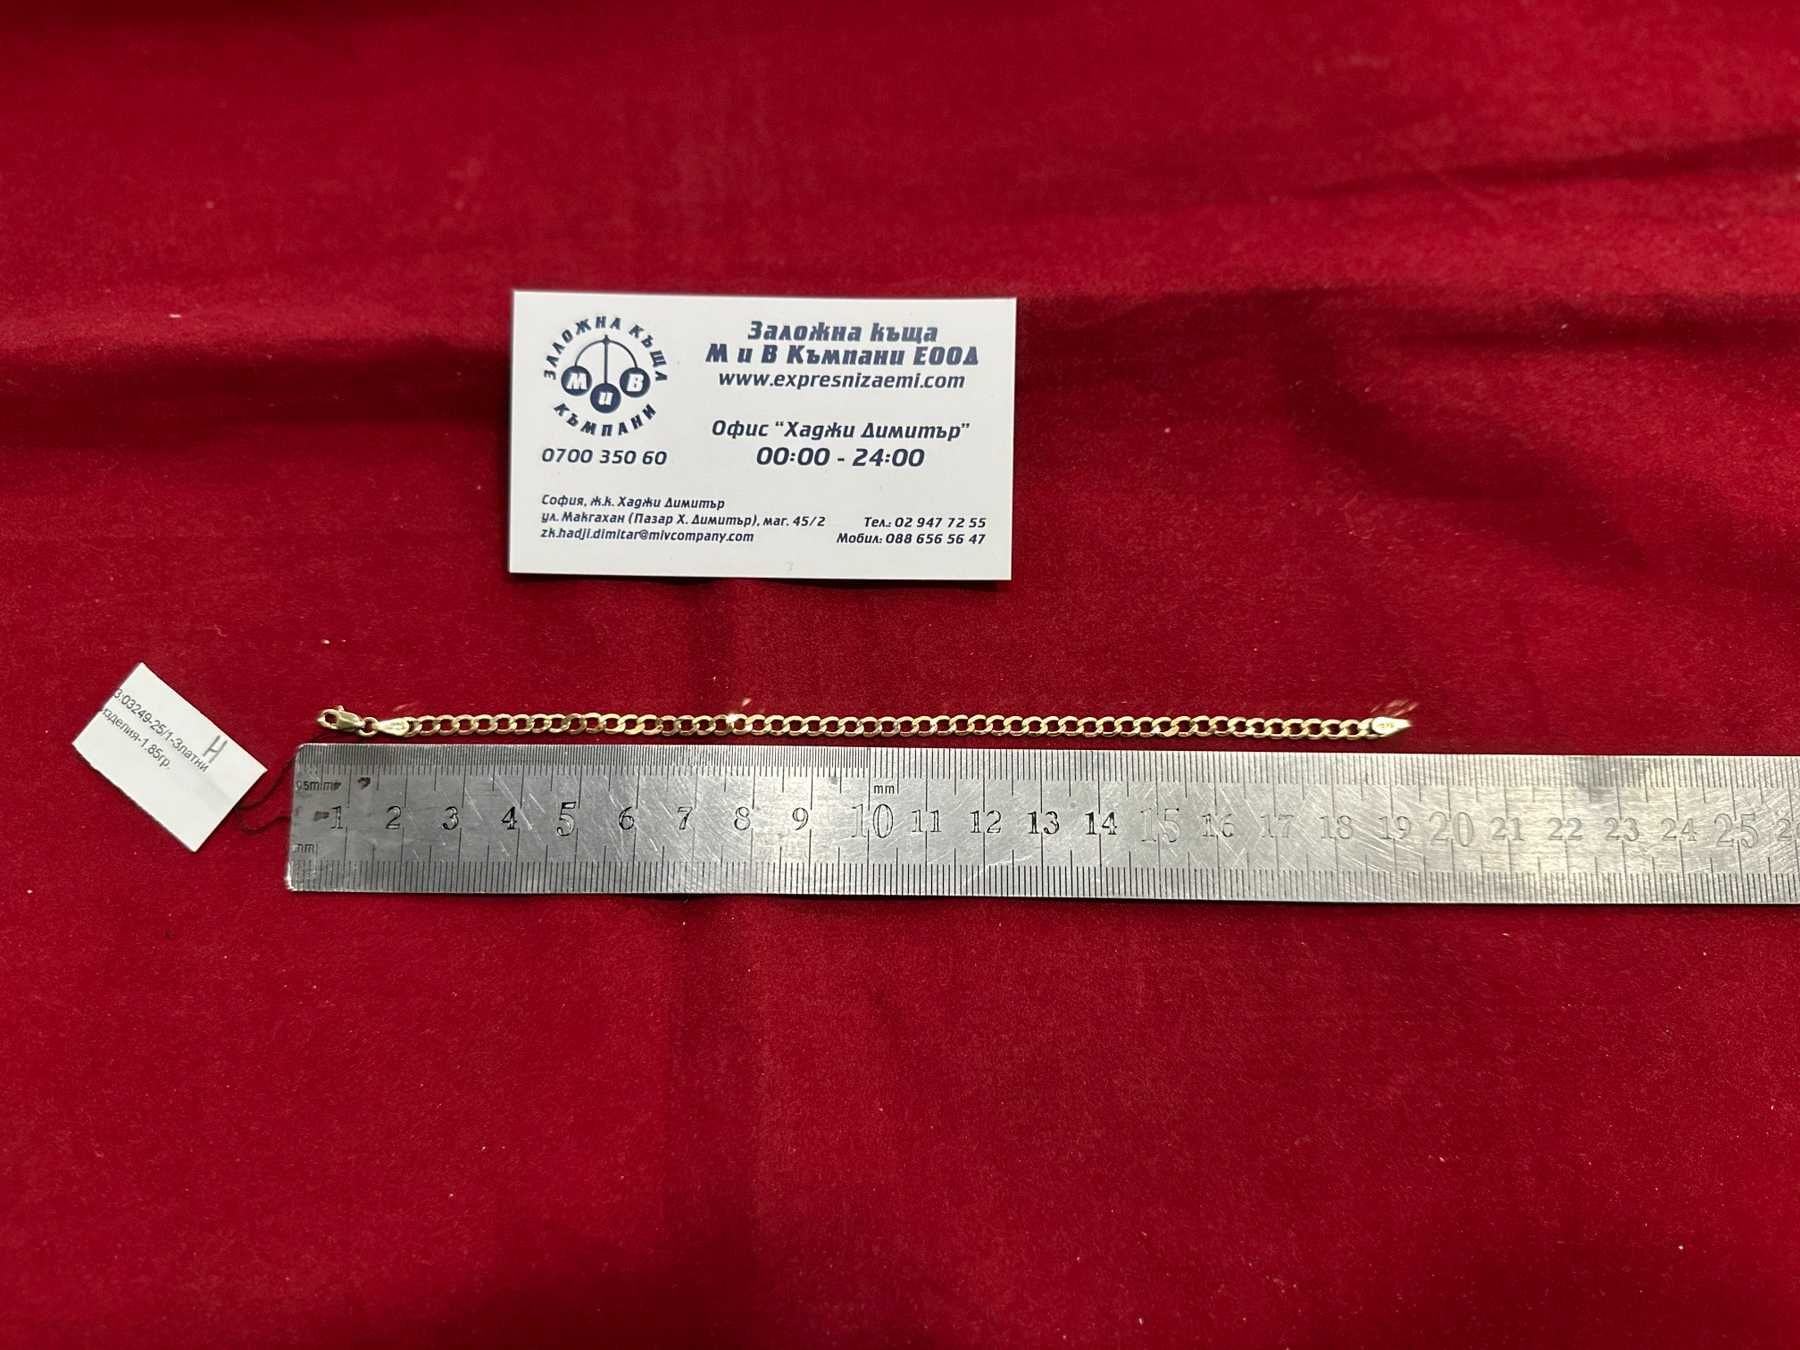 ЗАЛОЖНА КЪЩА
М и В
КЪМПАНИ
0700 350 60
Заложна къща
М и В Къмпани ЕООД
www.expresnizaemi.com
Офис "Хаджи Димитър"
00:00 - 24:00
София, ж.к. Хаджи Димитър
ул. Макгахан (Пазар Х. Димитър), маг. 45/2
zk.hadji.dimitar@mivcompany.com
Тел.: 02 947 72 55
Мобил: 088 656 56 47
З:03249-25/1-Златни
изделия-1.85гр.
Н
0.5mm
mm
mm
1 2 3 4 5 6 7 8 9 10 11 12 13 14 15 16 17 18 19 20 21 22 23 24 25